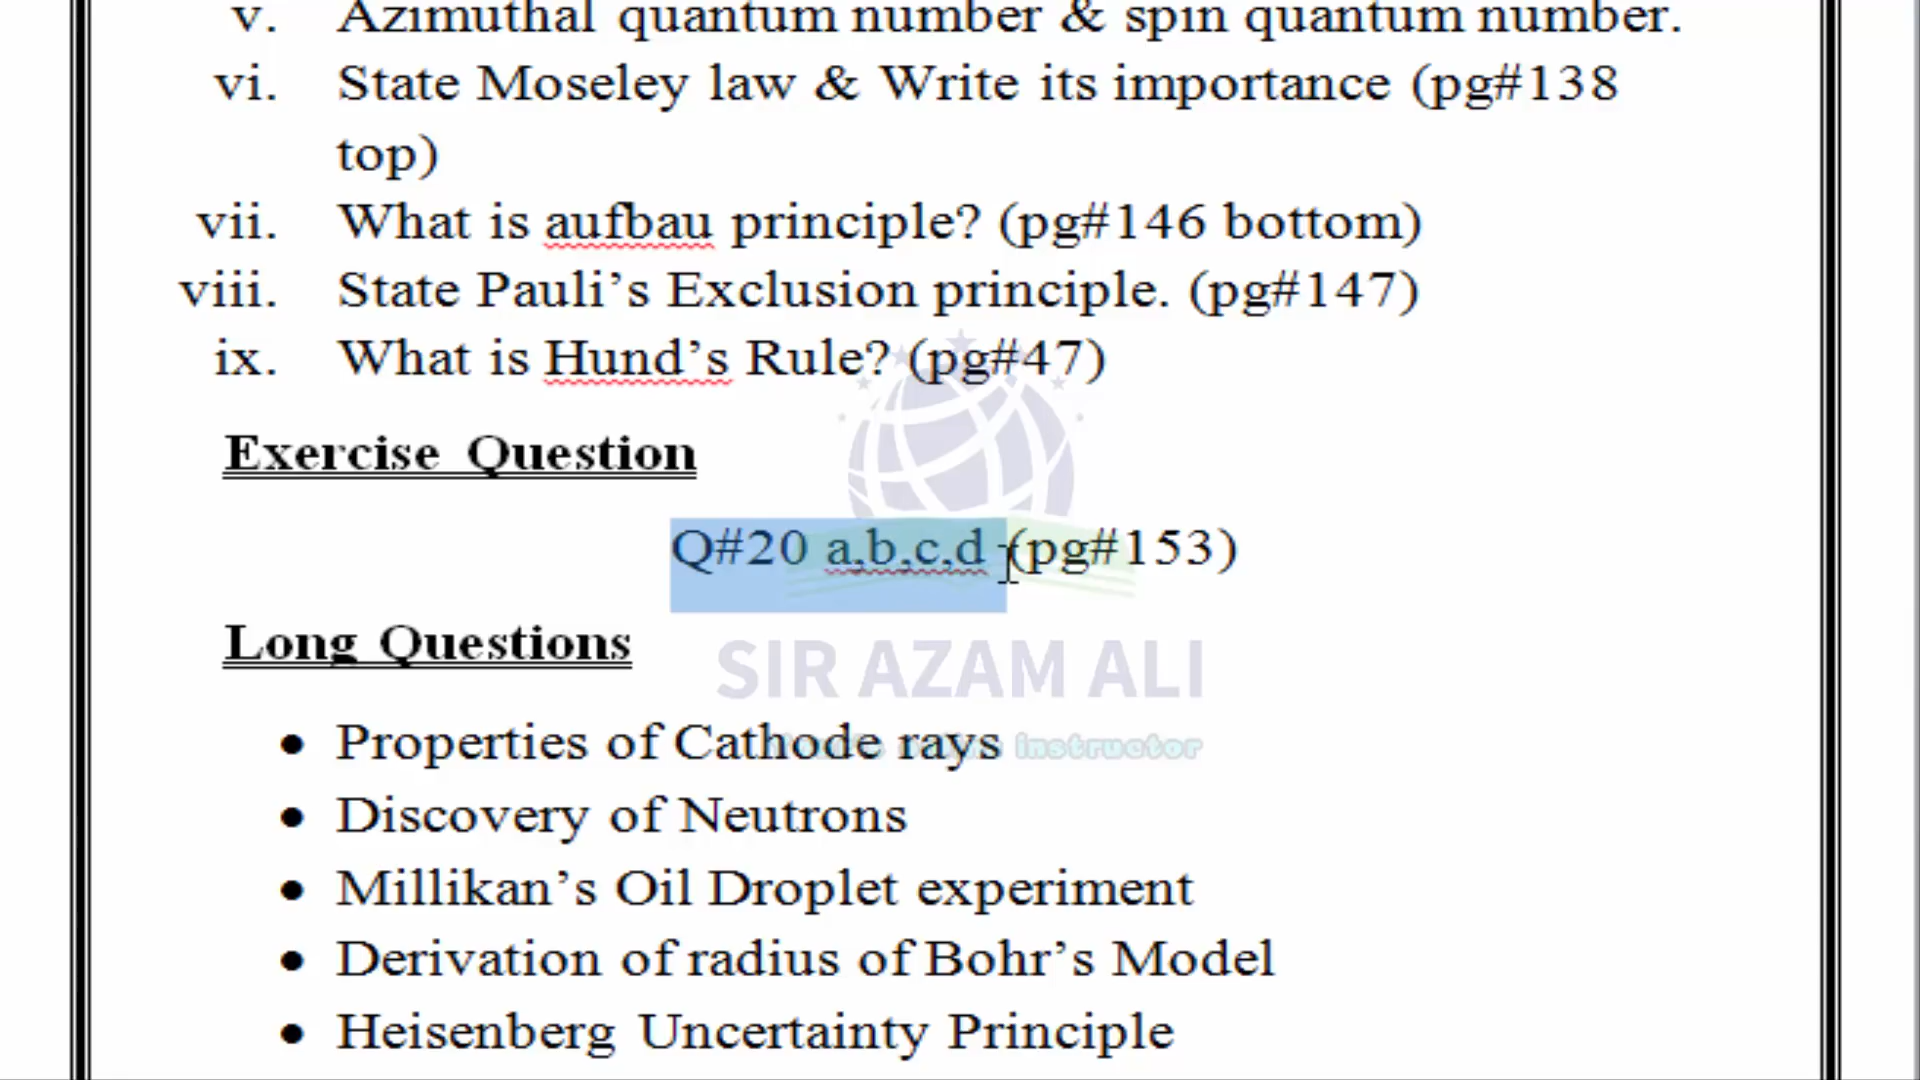 v. Azimuthal quantum number & spin quantum number.
vi. State Moseley law & Write its importance (pg#138
top)
vii. What is aufbau principle? (pg#146 bottom)
viii. State Pauli's Exclusion principle. (pg#147)
ix. What is Hund's Rule? (pg#47)
Exercise Question
Q#20 a,b,c,d (pg#153)
Long Questions
SIR AZAM ALI
• Properties of Cathode rays
instructor
• Discovery of Neutrons
• Millikan's Oil Droplet experiment
• Derivation of radius of Bohr's Model
• Heisenberg Uncertainty Principle